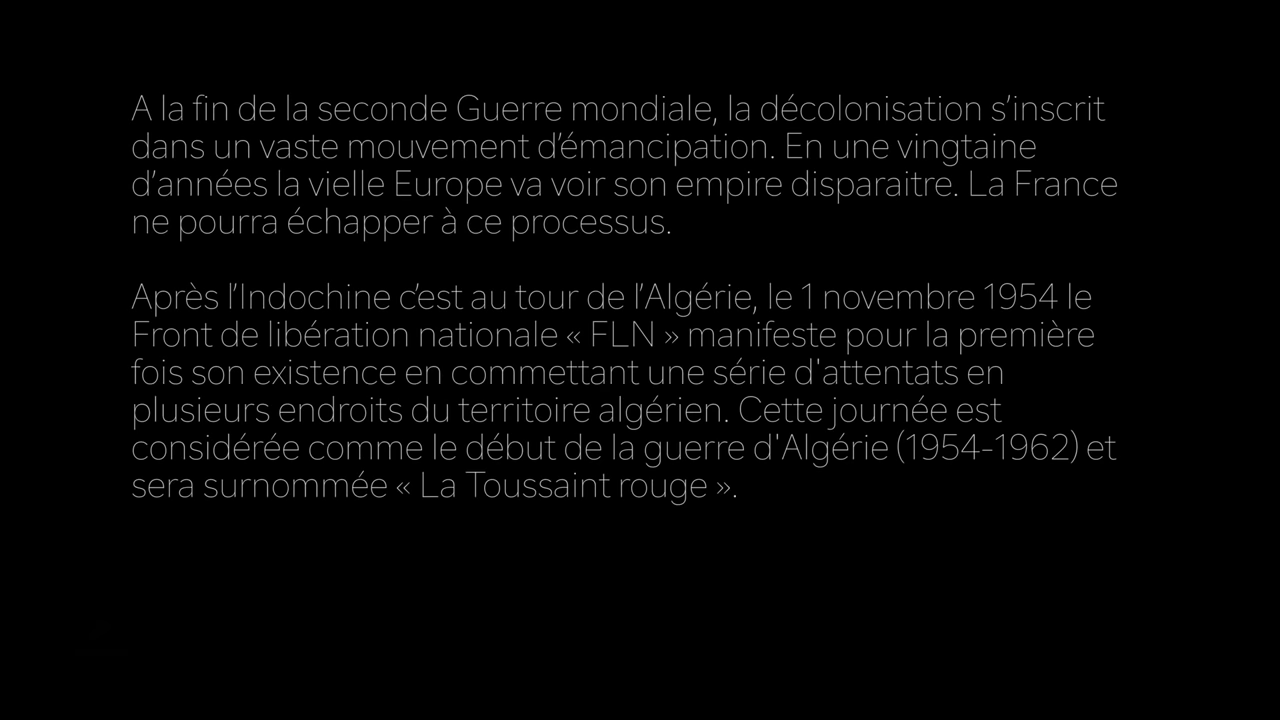 A la fin de la seconde Guerre mondiale, la décolonisation s’inscrit
dans un vaste mouvement d’émancipation. En une vingtaine
d’années la vielle Europe va voir son empire disparaitre. La France
ne pourra échapper à ce processus.
Après l’Indochine c’est au tour de l’Algérie, le 1 novembre 1954 le
Front de libération nationale « FLN » manifeste pour la première
fois son existence en commettant une série d'attentats en
plusieurs endroits du territoire algérien. Cette journée est
considérée comme le début de la guerre d'Algérie (1954-1962) et
sera surnommée « La Toussaint rouge ».